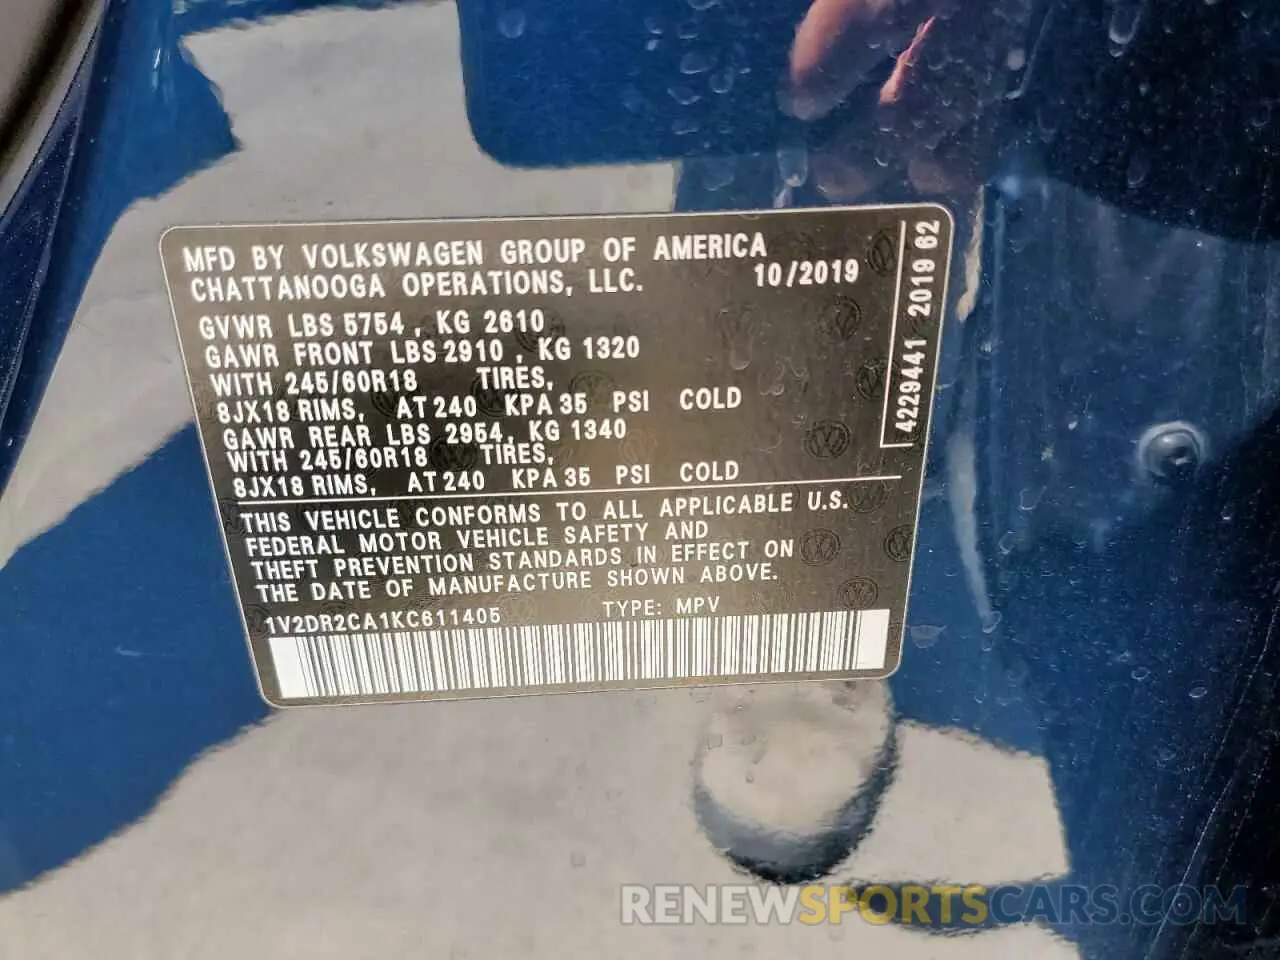 MFD BY VOLKSWAGEN GROUP OF AMERICA
CHATTANOOGA OPERATIONS, LLC. 10/2019
GVWR LBS 5754 , KG 2610
GAWR FRONT LBS 2910 , KG 1320
WITH 245/60R18 TIRES,
8JX18 RIMS, AT 240 KPA 35 PSI COLD
GAWR REAR LBS 2954, KG 1340
WITH 245/60R18 TIRES,
8JX18 RIMS, AT 240 KPA 35 PSI COLD
THIS VEHICLE CONFORMS TO ALL APPLICABLE U.S.
FEDERAL MOTOR VEHICLE SAFETY AND
THEFT PREVENTION STANDARDS IN EFFECT ON
THE DATE OF MANUFACTURE SHOWN ABOVE.
1V2DR2CA1KC611405 TYPE: MPV
4229441 2019 62
RENEWSPORTSCARS.COM